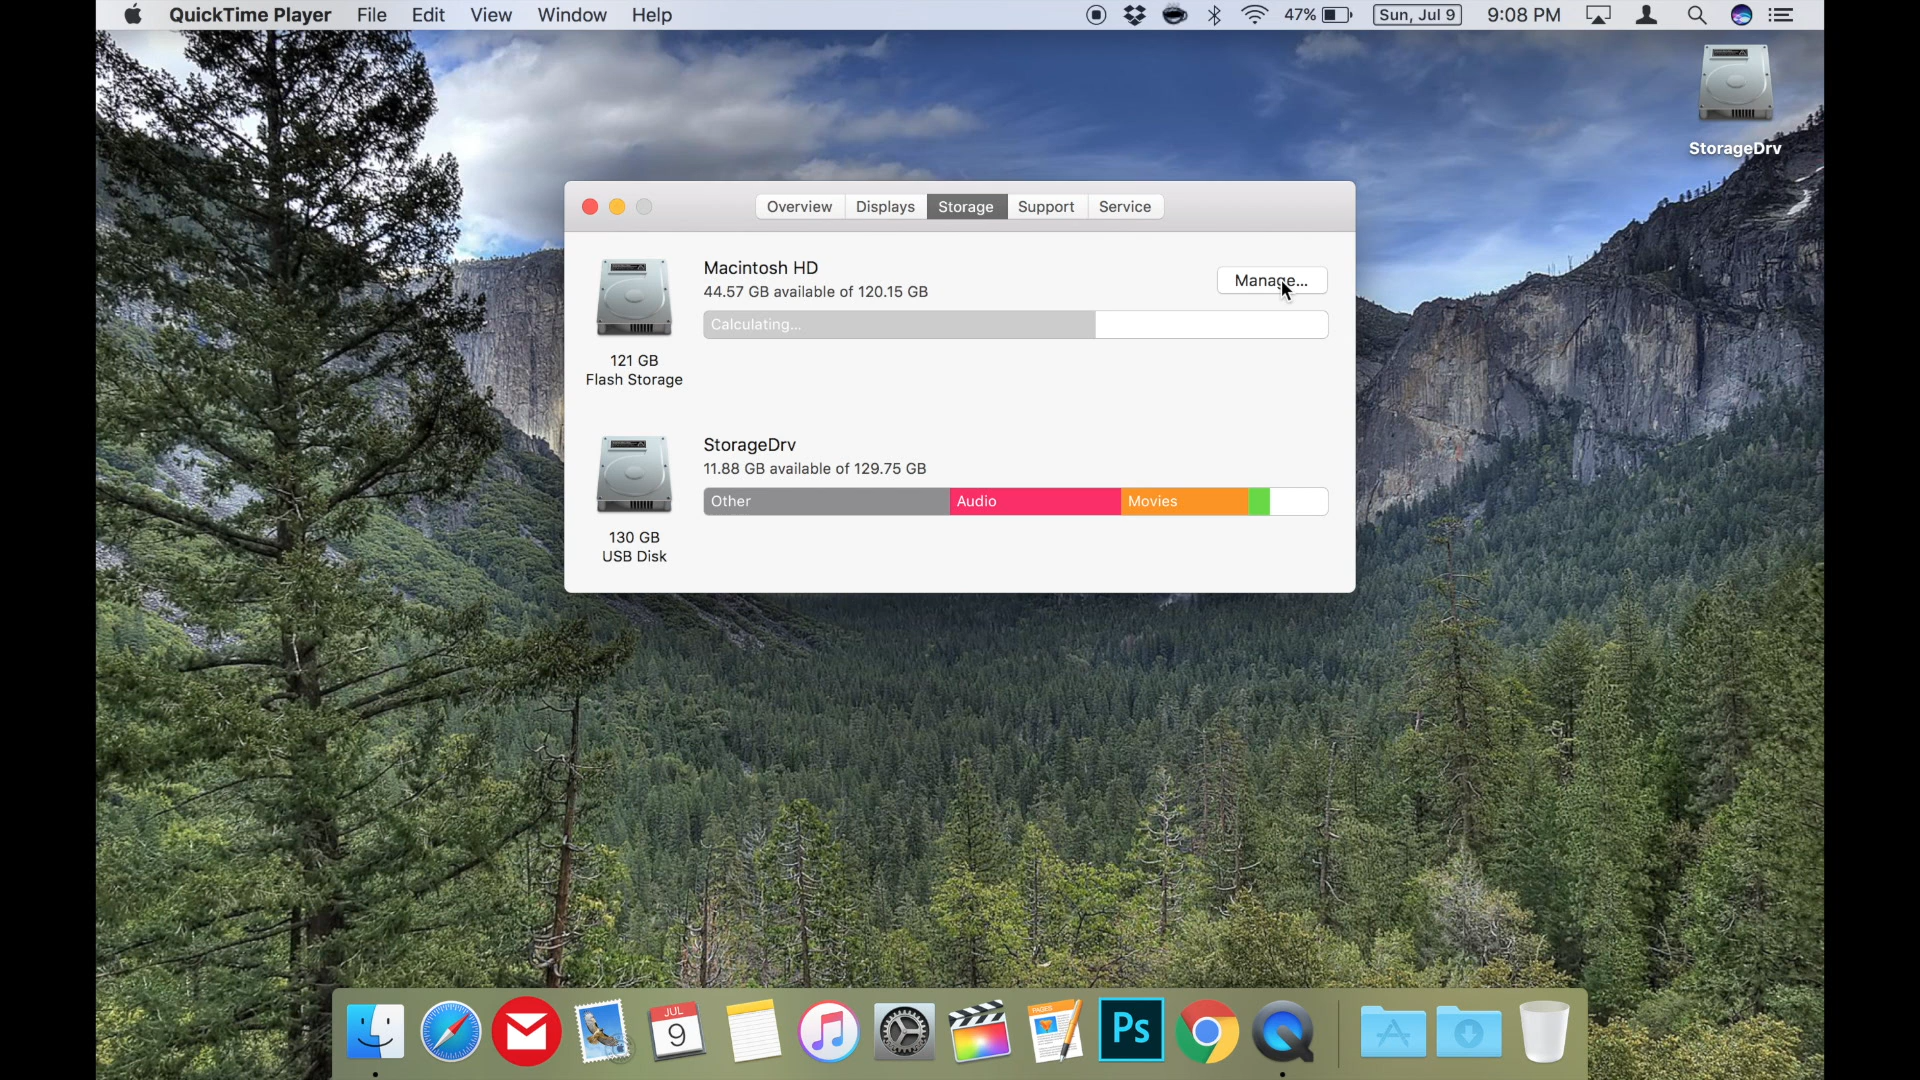 QuickTime Player File Edit View Window Help 47% Sun, Jul 9 9:08 PM
StorageDrv
Overview Displays Storage Support Service
Macintosh HD
44.57 GB available of 120.15 GB
Manage...
Calculating...
121 GB
Flash Storage
StorageDrv
11.88 GB available of 129.75 GB
Other Audio Movies
130 GB
USB Disk
JUL
9
PAGES
Ps